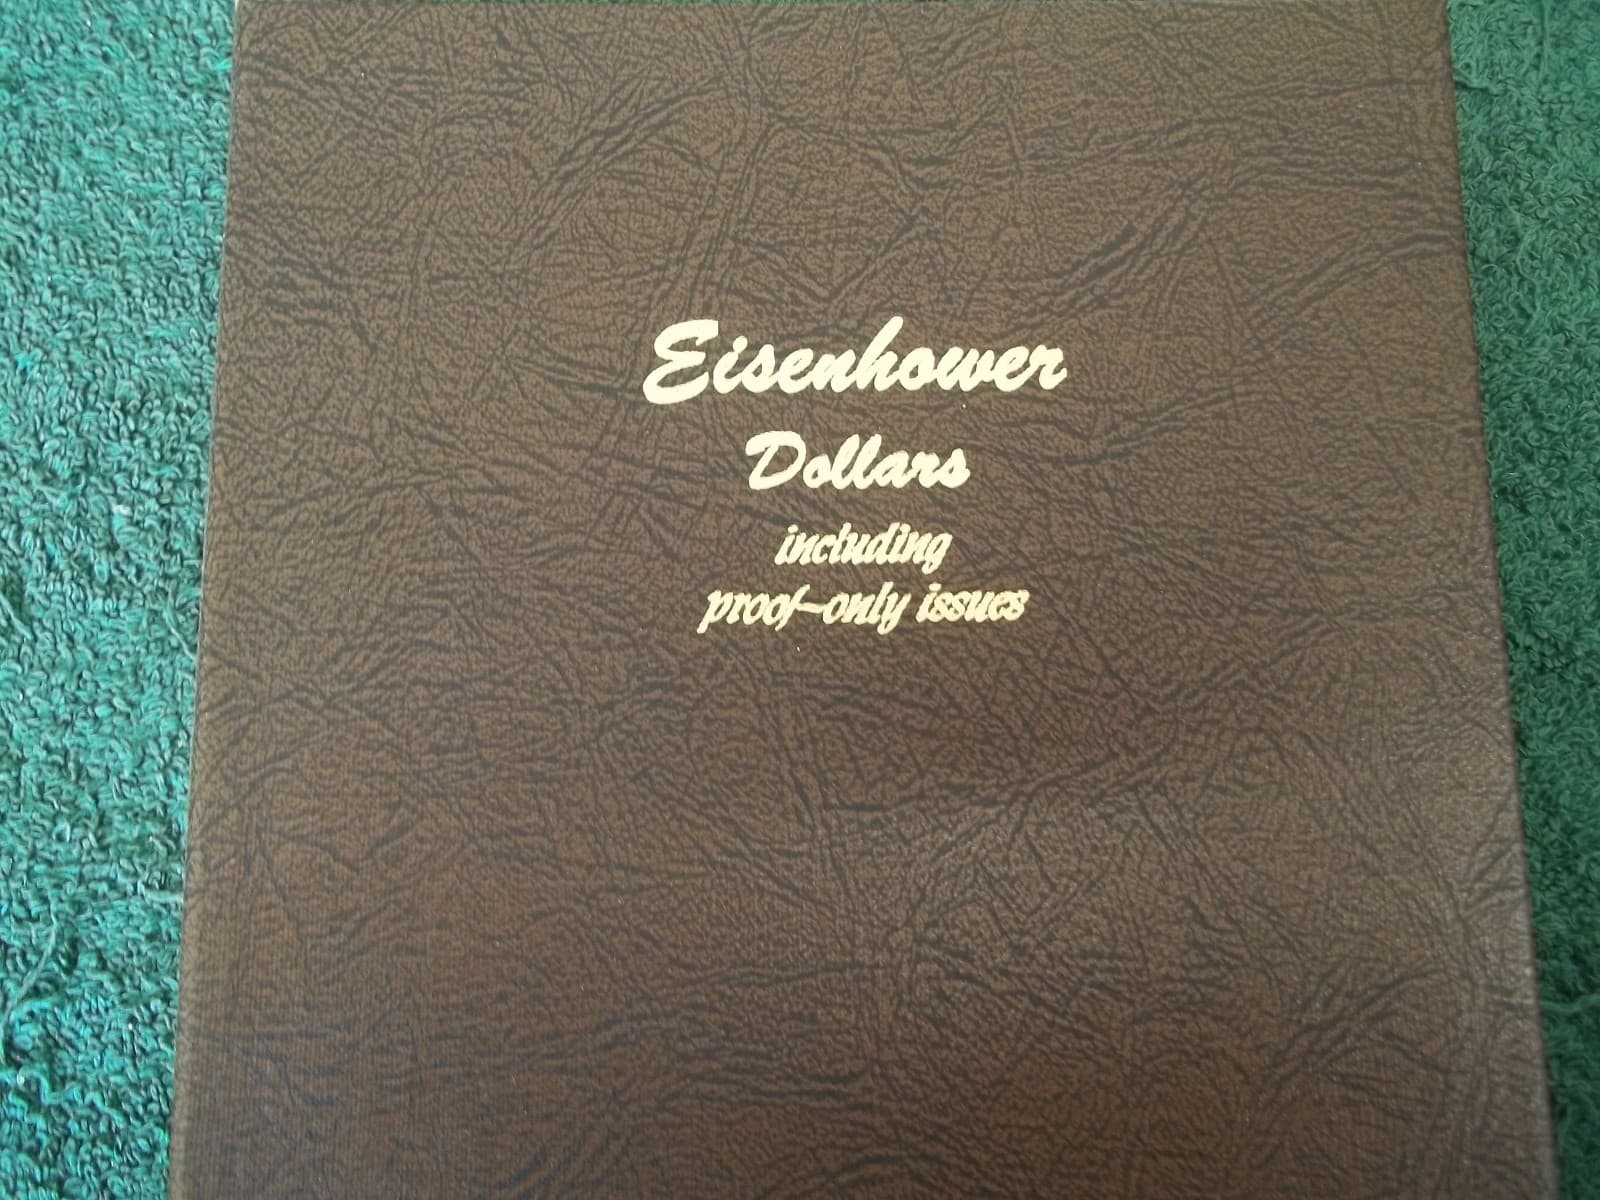 Eisenhower
Dollars
including
proof-only issues